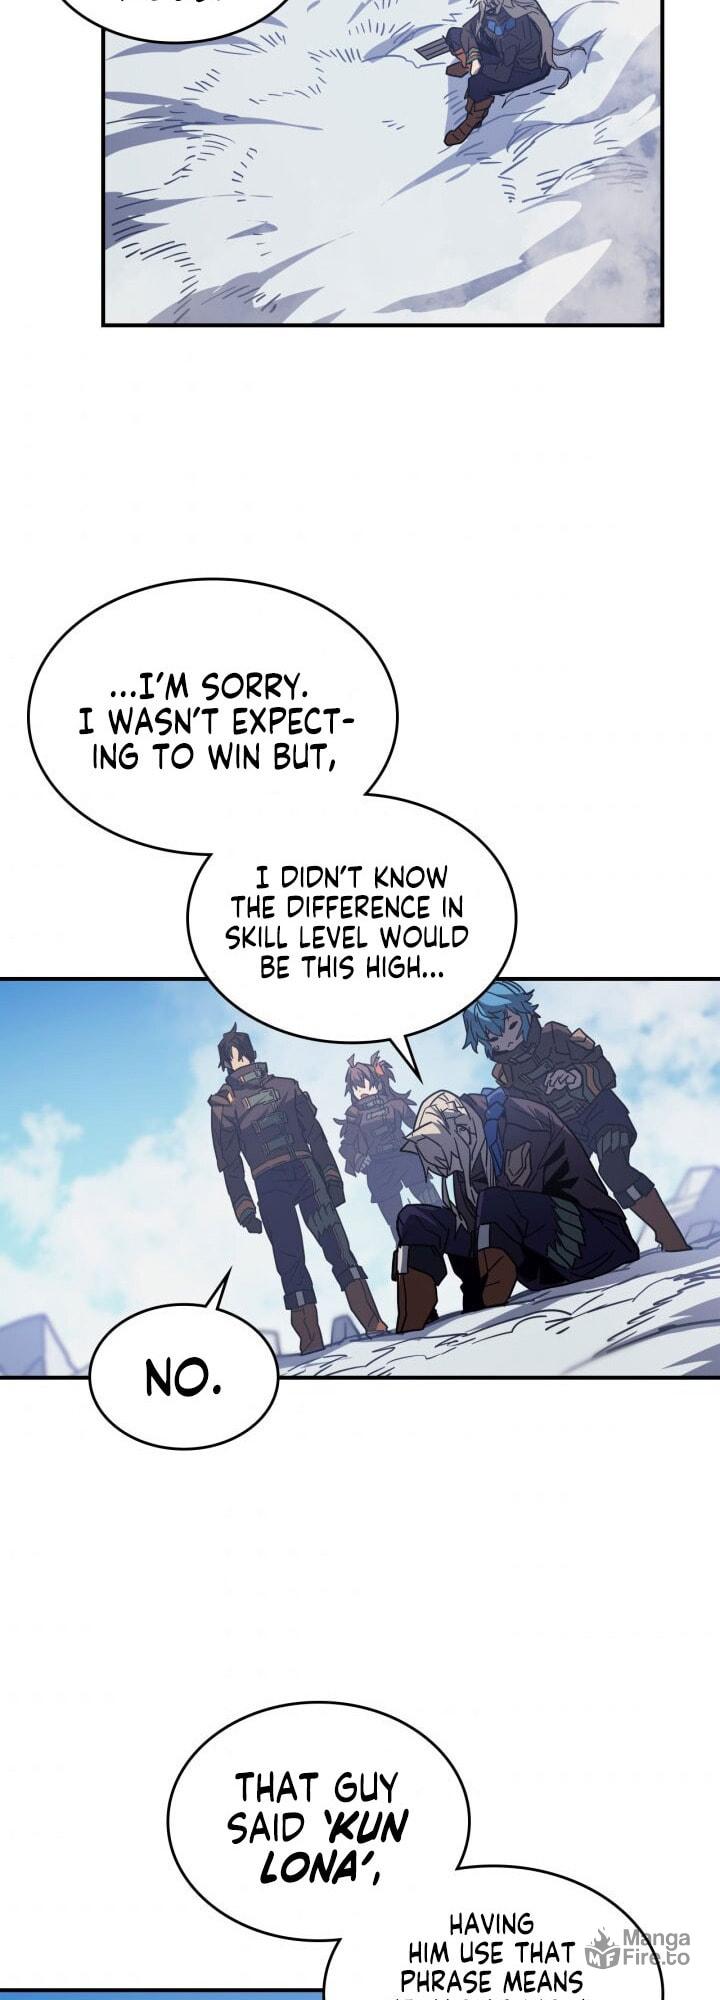 ...I'M SORRY.
I WASN'T EXPECT-
ING TO WIN BUT,
I DIDN'T KNOW
THE DIFFERENCE IN
SKILL LEVEL WOULD
BE THIS HIGH...
NO.
THAT GUY
SAID 'KUN
LONA',
HAVING
HIM USE THAT
PHRASE MEANS
Manga
Fire.to
MF